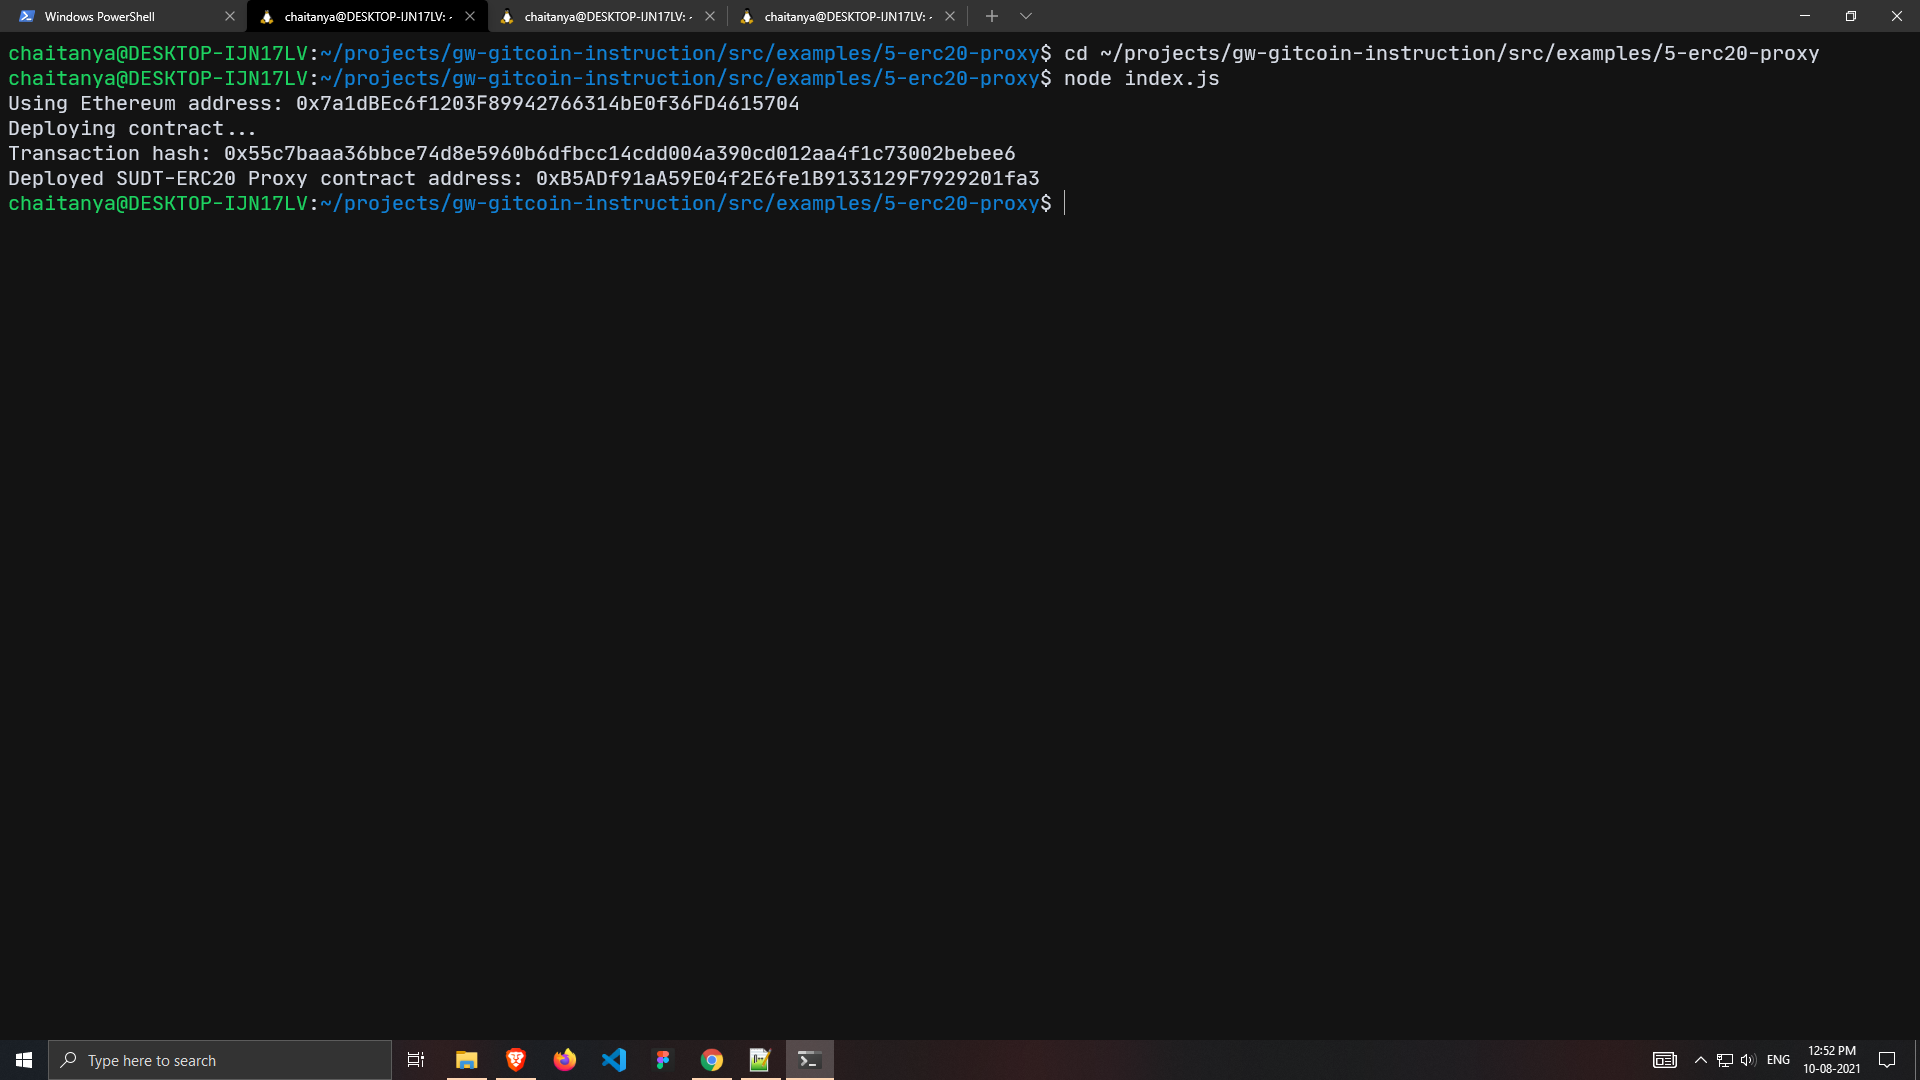 Windows PowerShell
chaitanya@DESKTOP-IJN17LV: -
chaitanya@DESKTOP-IJN17LV: -
chaitanya@DESKTOP-IJN17LV: -
chaitanya@DESKTOP-IJN17LV:~/projects/gw-gitcoin-instruction/src/examples/5-erc20-proxy$ cd ~/projects/gw-gitcoin-instruction/src/examples/5-erc20-proxy
chaitanya@DESKTOP-IJN17LV:~/projects/gw-gitcoin-instruction/src/examples/5-erc20-proxy$ node index.js
Using Ethereum address: 0x7a1dBEc6f1203F89942766314bE0f36FD4615704
Deploying contract...
Transaction hash: 0x55c7baaa36bbce74d8e5960b6dfbcc14cdd004a390cd012aa4f1c73002bebee6
Deployed SUDT-ERC20 Proxy contract address: 0xB5ADf91aA59E04f2E6fe1B9133129F7929201fa3
chaitanya@DESKTOP-IJN17LV:~/projects/gw-gitcoin-instruction/src/examples/5-erc20-proxy$
Type here to search
ENG
12:52 PM
10-08-2021